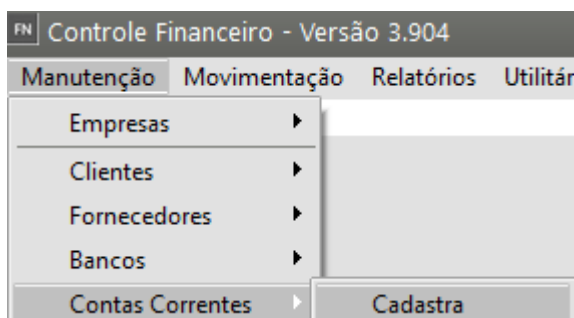 FN Controle Financeiro - Versão 3.904
Manutenção Movimentação Relatórios
Empresas
Clientes
Fornecedores
Bancos
Contas Correntes Cadastra